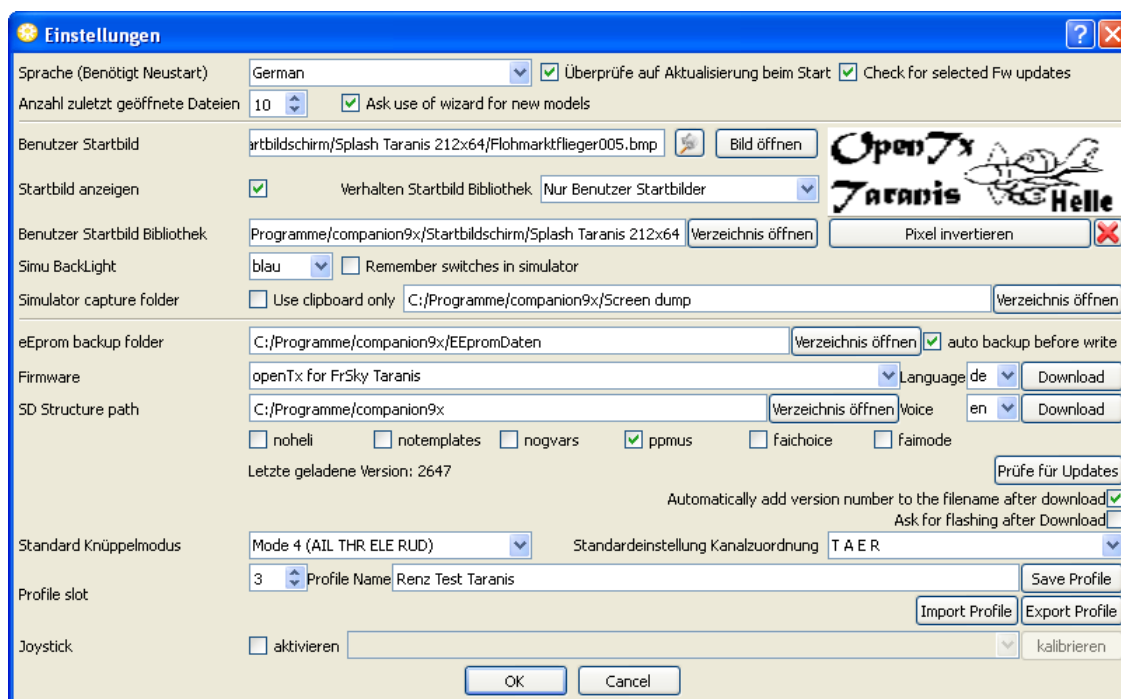 Einstellungen
Sprache (Benötigt Neustart) German Überprüfe auf Aktualisierung beim Start Check for selected Fw updates
Anzahl zuletzt geöffnete Dateien 10 Ask use of wizard for new models
Benutzer Startbild artbildschirm/Splash Taranis 212x64/Flohmarktflieger005.bmp Bild öffnen
OpenTx
Taranis Helle
Startbild anzeigen Verhalten Startbild Bibliothek Nur Benutzer Startbilder
Benutzer Startbild Bibliothek Programme/companion9x/Startbildschirm/Splash Taranis 212x64 Verzeichnis öffnen Pixel invertieren
Simu BackLight blau Remember switches in simulator
Simulator capture folder Use clipboard only C:/Programme/companion9x/Screen dump Verzeichnis öffnen
eEprom backup folder C:/Programme/companion9x/EEpromDaten Verzeichnis öffnen auto backup before write
Firmware openTx for FrSky Taranis Language de Download
SD Structure path C:/Programme/companion9x Verzeichnis öffnen Voice en Download
noheli notemplates nogvars ppmus faichoice faimode
Letzte geladene Version: 2647 Prüfe für Updates
Automatically add version number to the filename after download
Ask for flashing after Download
Standard Knüppelmodus Mode 4 (AIL THR ELE RUD) Standardeinstellung Kanalzuordnung T A E R
Profile slot 3 Profile Name Renz Test Taranis Save Profile
Import Profile Export Profile
Joystick aktivieren kalibrieren
OK Cancel